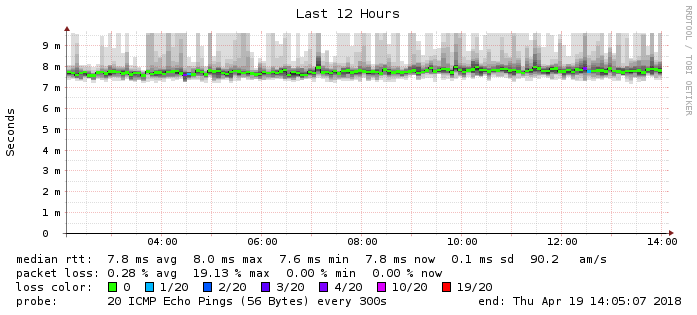 Last 12 Hours
RRDTOOL / TOBI OETIKER
Seconds
9 m
8 m
7 m
6 m
5 m
4 m
3 m
2 m
1 m
0
04:00 06:00 08:00 10:00 12:00 14:00
median rtt: 7.8 ms avg 8.0 ms max 7.6 ms min 7.8 ms now 0.1 ms sd 90.2 am/s
packet loss: 0.28 % avg 19.13 % max 0.00 % min 0.00 % now
loss color: 0 1/20 2/20 3/20 4/20 10/20 19/20
probe: 20 ICMP Echo Pings (56 Bytes) every 300s end: Thu Apr 19 14:05:07 2018